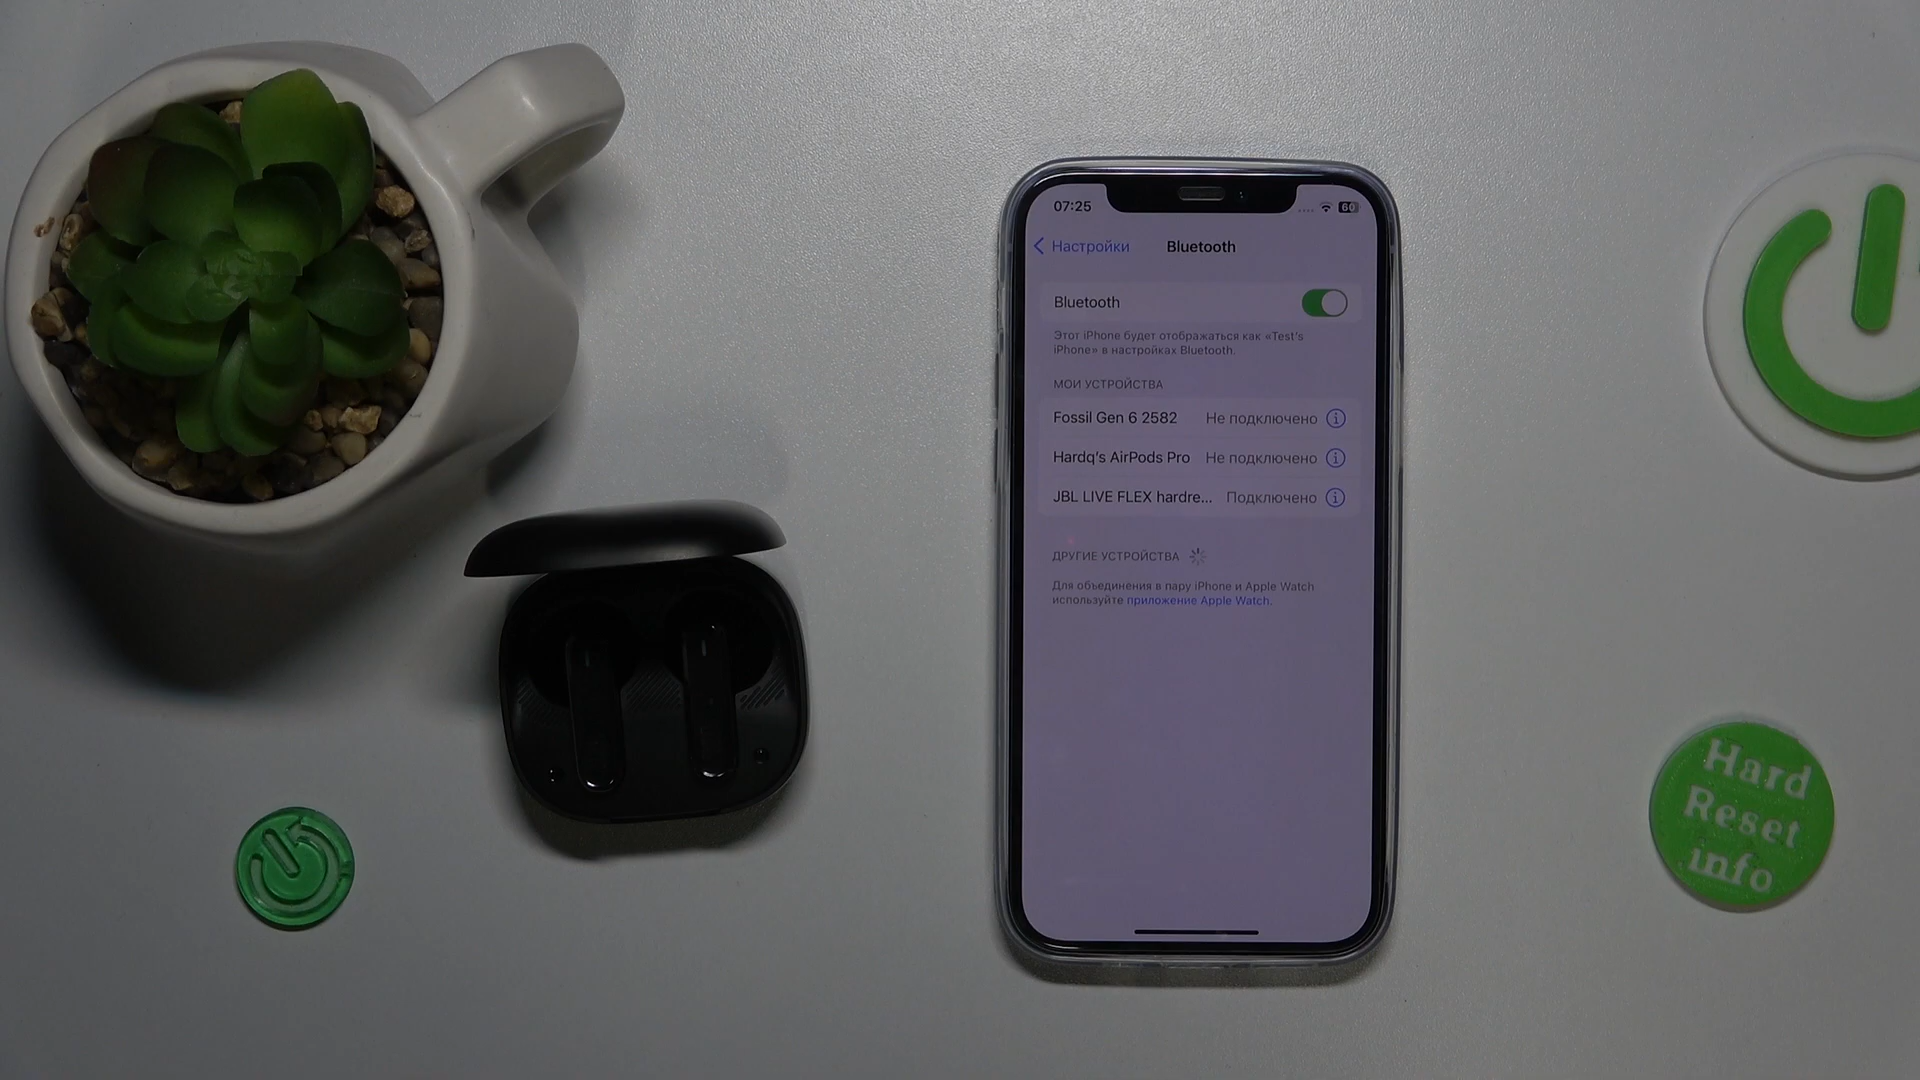 07:25
60
Настройки
Bluetooth
Bluetooth
Этот iPhone будет отображаться как «Test's
iPhone» в настройках Bluetooth.
МОИ УСТРОЙСТВА
Fossil Gen 6 2582 Не подключено
Hardq's AirPods Pro Не подключено
JBL LIVE FLEX hardre... Подключено
ДРУГИЕ УСТРОЙСТВА
Для объединения в пару iPhone и Apple Watch
используйте приложение Apple Watch.
Hard
Reset
info